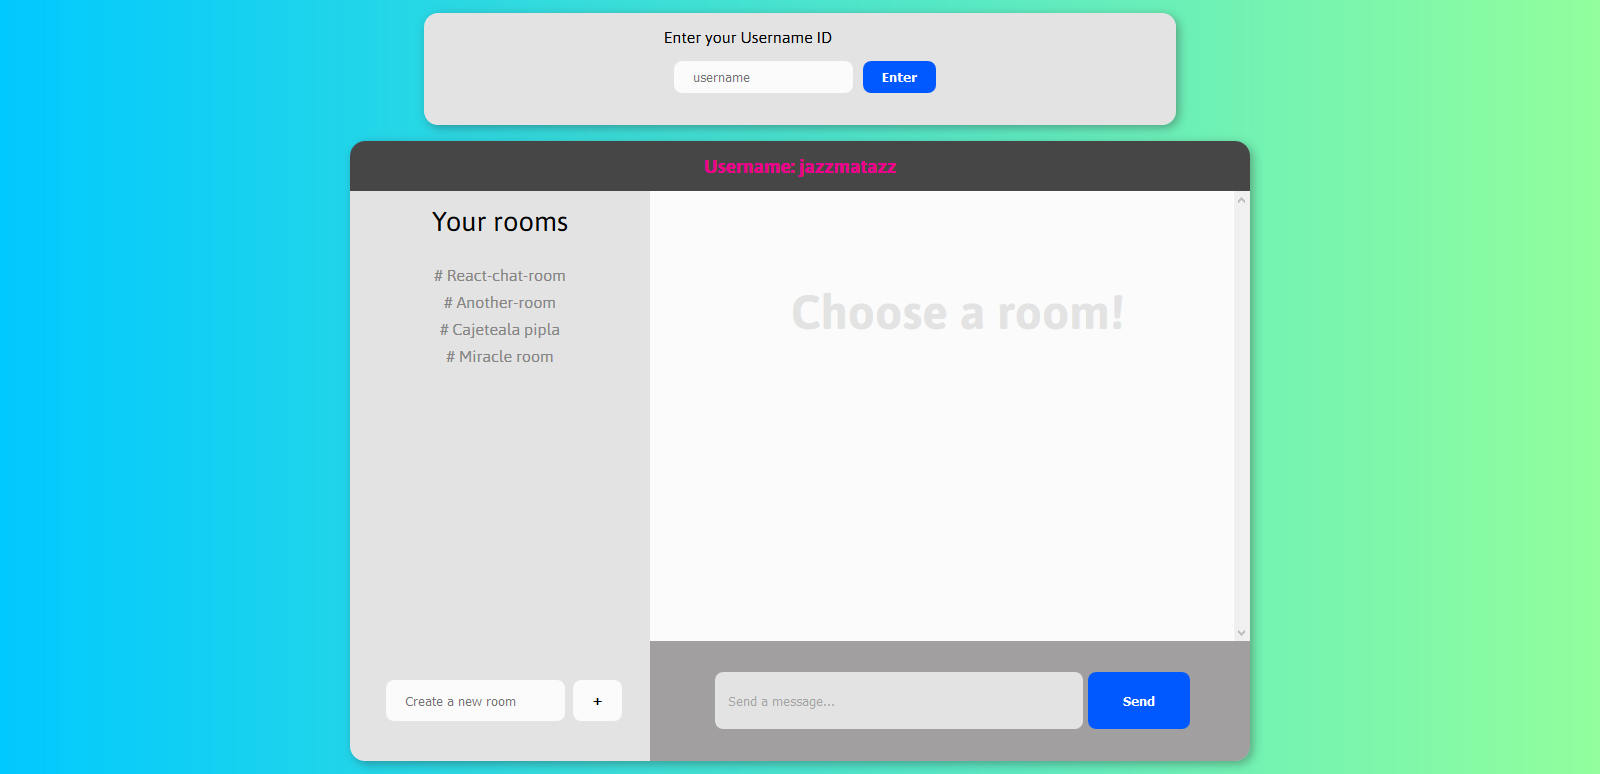 Enter your Username ID
username
Enter
Username: jazzmatazz
Your rooms
# React-chat-room
# Another-room
# Cajeteala pipla
# Miracle room
Choose a room!
Create a new room
+
Send a message...
Send